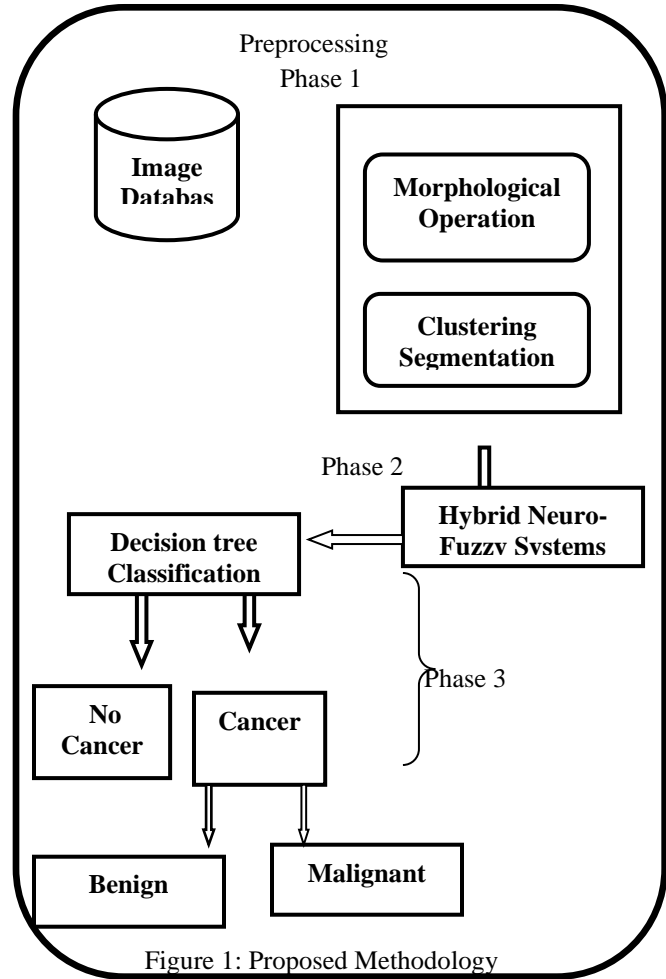 Preprocessing
Phase 1
Image
Databas
Morphological
Operation
Clustering
Segmentation
Phase 2
Hybrid Neuro-
Fuzzy Systems
Decision tree
Classification
Phase 3
No
Cancer
Cancer
Benign
Malignant
Figure 1: Proposed Methodology